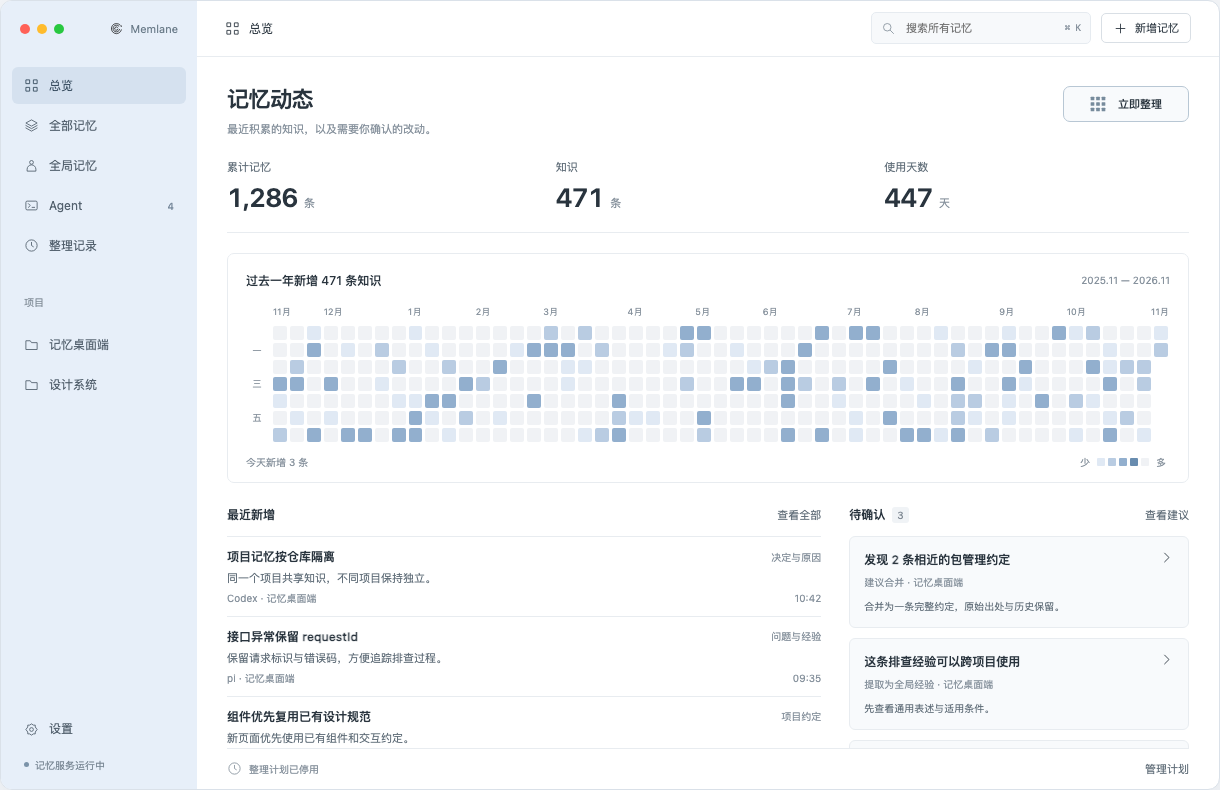 Memlane
总览
全部记忆
全局记忆
Agent 4
整理记录
项目
记忆桌面端
设计系统
设置
记忆服务运行中
总览
搜索所有记忆 ⌘ K
新增记忆
记忆动态
最近积累的知识，以及需要你确认的改动。
立即整理
累计记忆
1,286 条
知识
471 条
使用天数
447 天
过去一年新增 471 条知识
2025.11 — 2026.11
11月 12月 1月 2月 3月 4月 5月 6月 7月 8月 9月 10月 11月
一
三
五
今天新增 3 条
少 多
最近新增
查看全部
项目记忆按仓库隔离
决定与原因
同一个项目共享知识，不同项目保持独立。
Codex · 记忆桌面端
10:42
接口异常保留 requestId
问题与经验
保留请求标识与错误码，方便追踪排查过程。
pi · 记忆桌面端
09:35
组件优先复用已有设计规范
项目约定
新页面优先使用已有组件和交互约定。
待确认 3
查看建议
发现 2 条相近的包管理约定
建议合并 · 记忆桌面端
合并为一条完整约定，原始出处与历史保留。
这条排查经验可以跨项目使用
提取为全局经验 · 记忆桌面端
先查看通用表述与适用条件。
整理计划已停用
管理计划